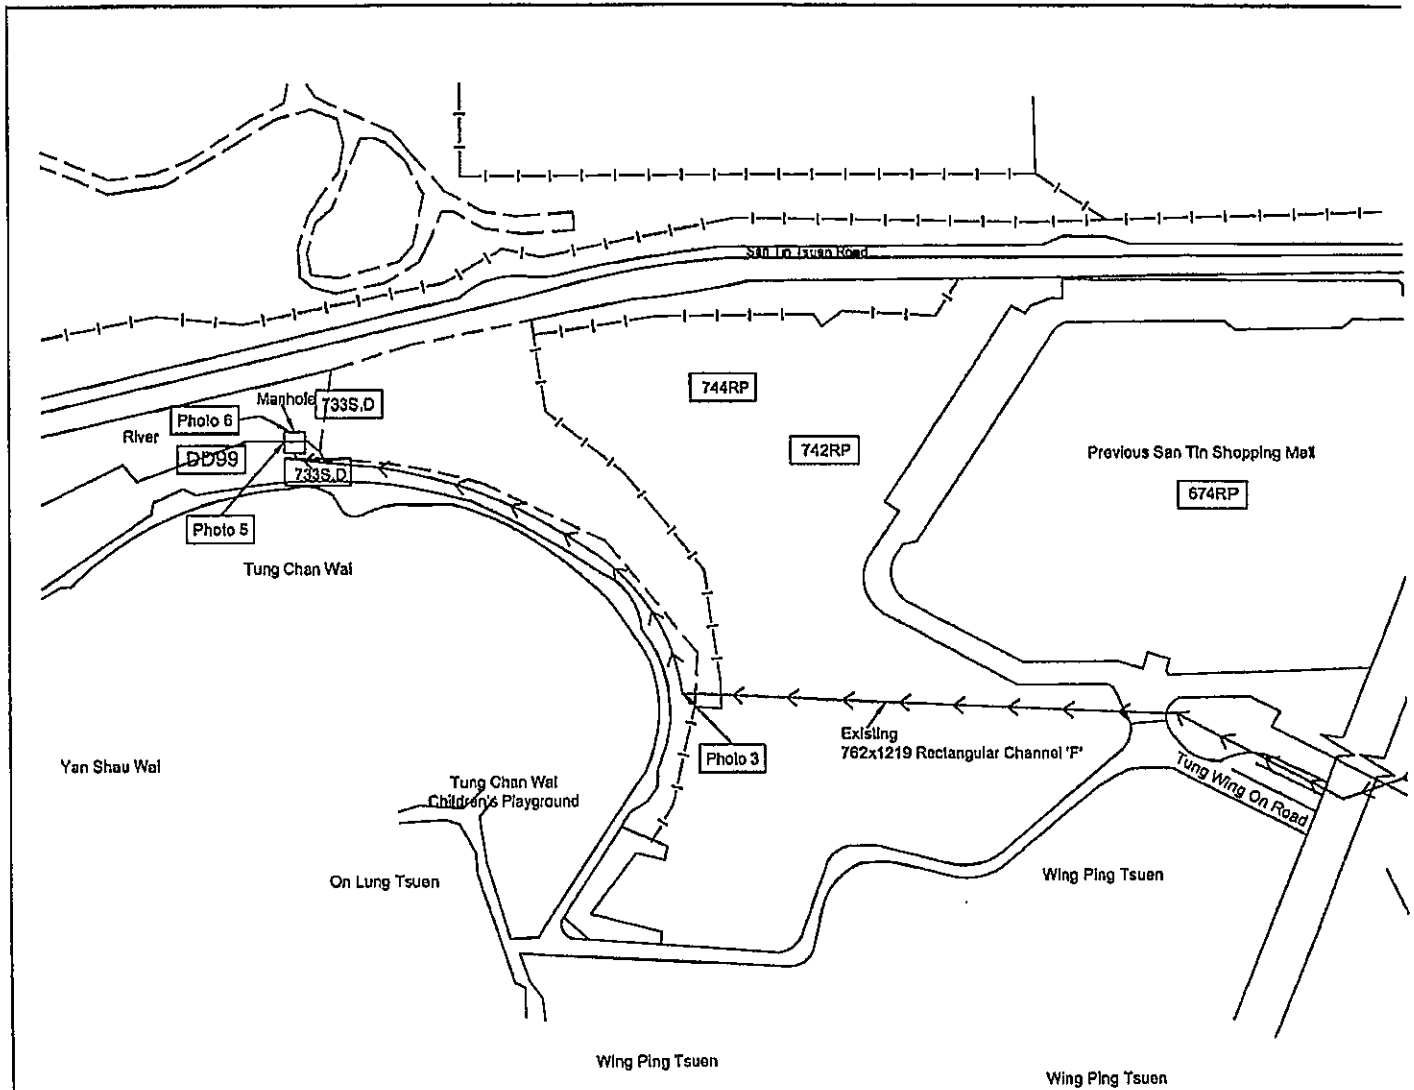 San Tin Tsuen Road
744RP
Manhole
733S.D
Photo 6
River
742RP
Previous San Tin Shopping Mall
DD99
733S.D
674RP
Photo 5
Tung Chan Wai
Existing
762x1219 Rectangular Channel 'F'
Photo 3
Yan Shau Wai
Tung Wing On Road
Tung Chan Wai
Children's Playground
On Lung Tsuen
Wing Ping Tsuen
Wing Ping Tsuen
Wing Ping Tsuen